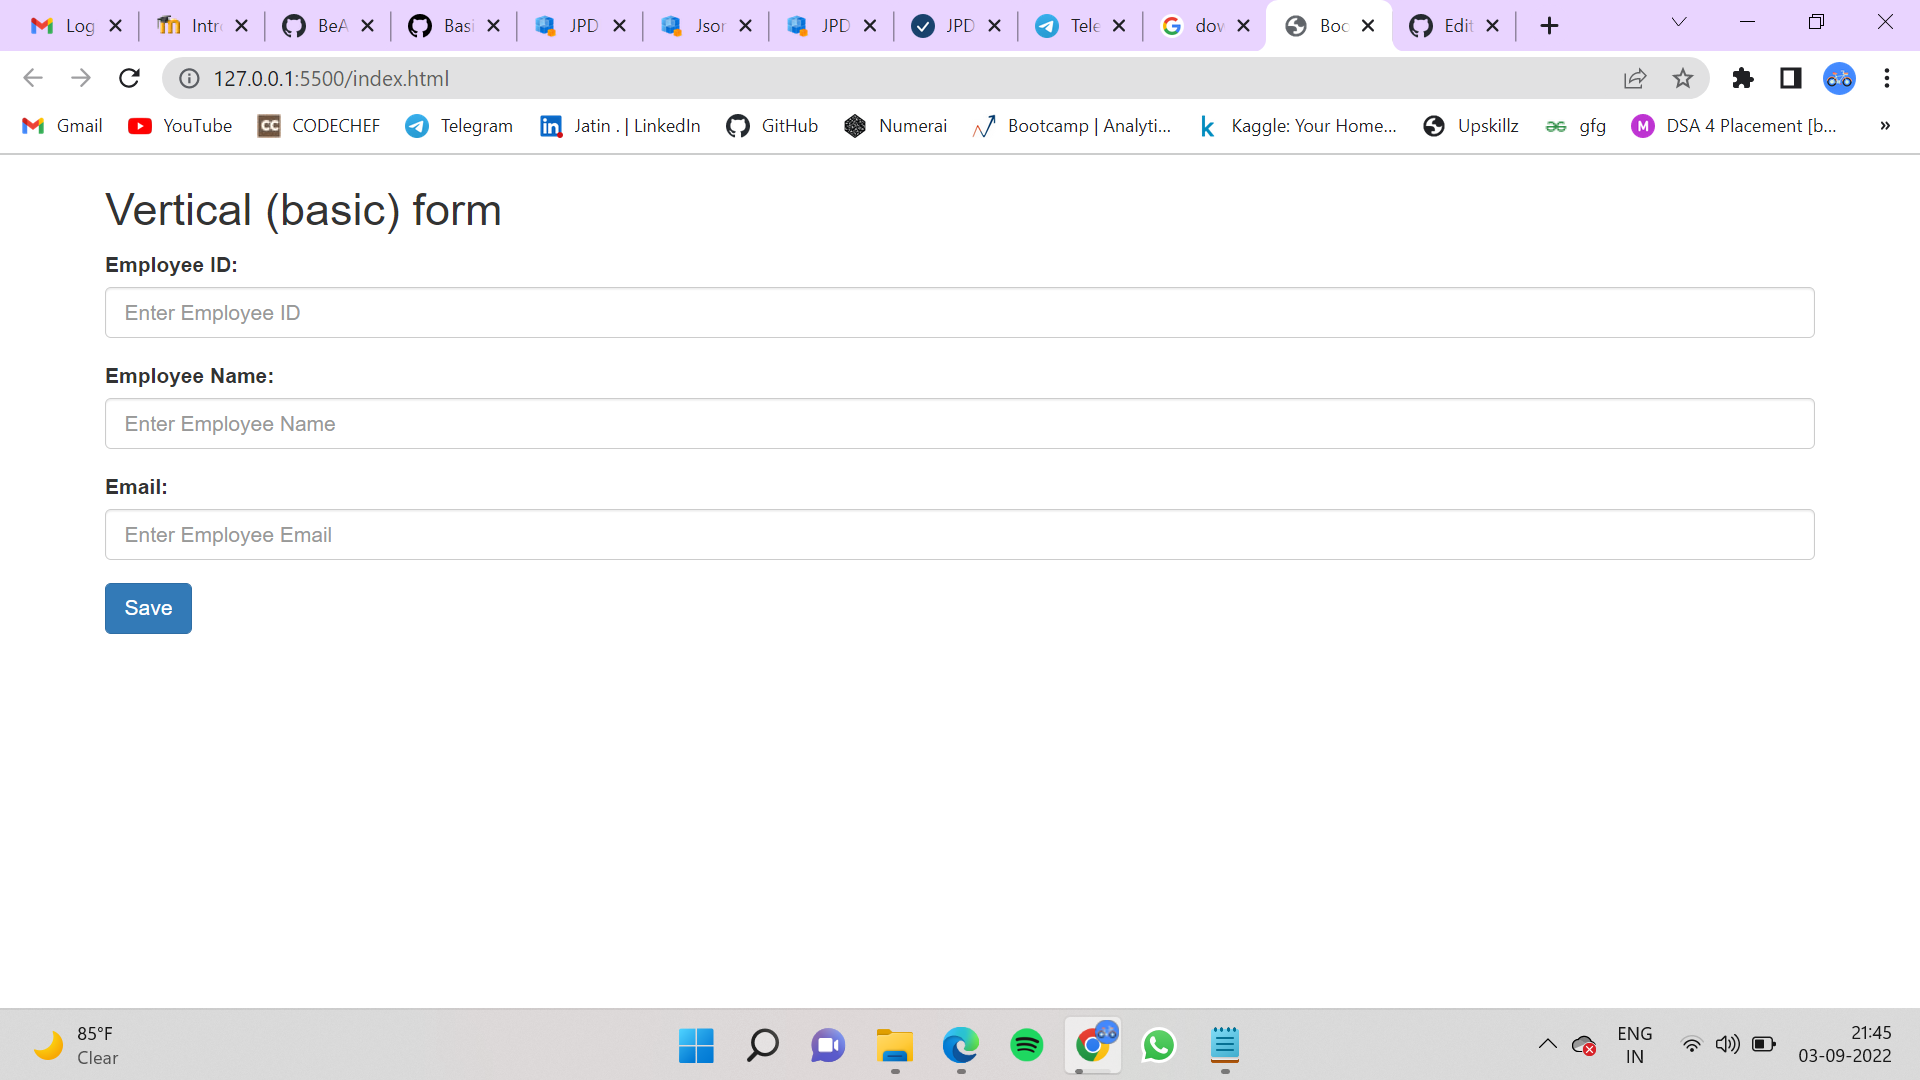 Log
Intr
BeA
Basi
JPD
Jsor
JPD
JPD
Tele
dow
Boo
Edit
127.0.0.1:5500/index.html
Gmail
YouTube
CC
CODECHEF
Telegram
in
Jatin . | LinkedIn
GitHub
Numerai
Bootcamp | Analyti...
k
Kaggle: Your Home...
Upskillz
gfg
M
DSA 4 Placement [b...
»
Vertical (basic) form
Employee ID:
Enter Employee ID
Employee Name:
Enter Employee Name
Email:
Enter Employee Email
Save
85°F
Clear
ENG
IN
21:45
03-09-2022